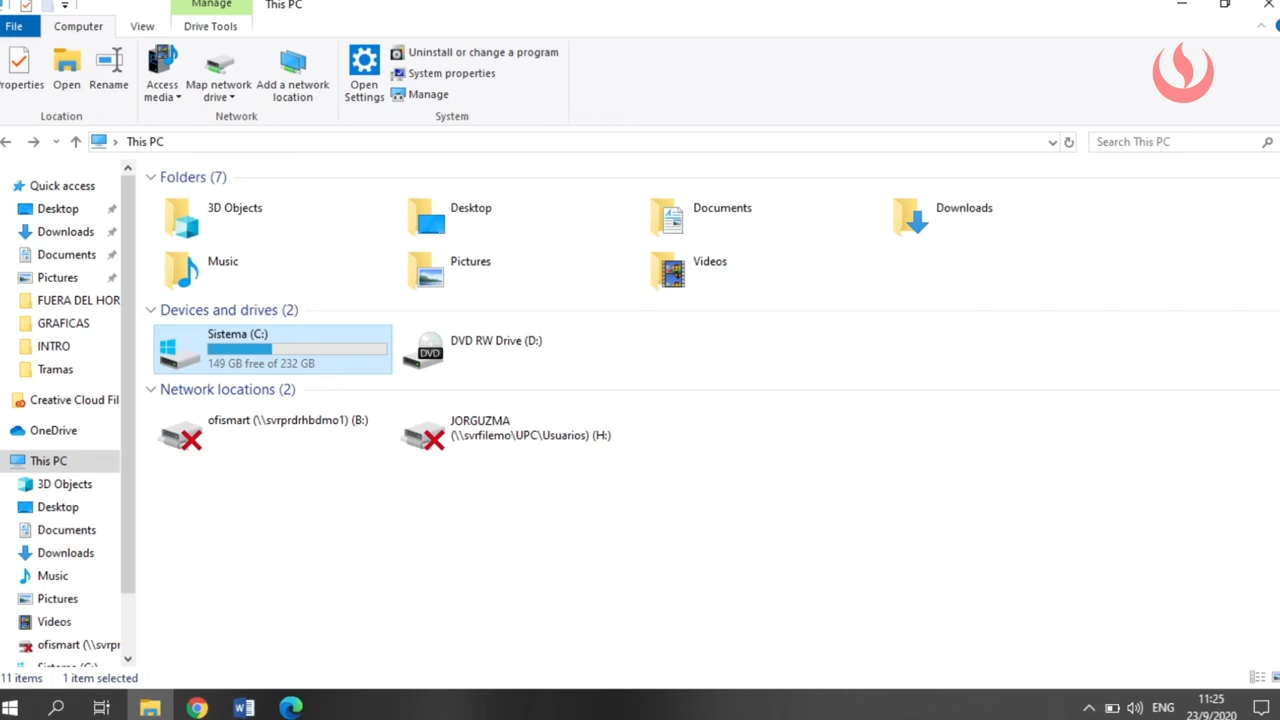 Manage
This PC
File
Computer
View
Drive Tools
Properties
Open
Rename
Access
media
Map network
drive
Add a network
location
Open
Settings
Uninstall or change a program
System properties
Manage
Location
Network
System
This PC
Search This PC
Quick access
Desktop
Downloads
Documents
Pictures
FUERA DEL HOR
GRAFICAS
INTRO
Tramas
Creative Cloud Fil
OneDrive
This PC
3D Objects
Desktop
Documents
Downloads
Music
Pictures
Videos
ofismart (\\svrpr
Sistema (C:)
Folders (7)
3D Objects
Desktop
Documents
Downloads
Music
Pictures
Videos
Devices and drives (2)
Sistema (C:)
149 GB free of 232 GB
DVD
DVD RW Drive (D:)
Network locations (2)
ofismart (\\svrprdrhbdmo1) (B:)
JORGUZMA
(\\svrfilemo\UPC\Usuarios) (H:)
11 items
1 item selected
ENG
11:25
23/9/2020